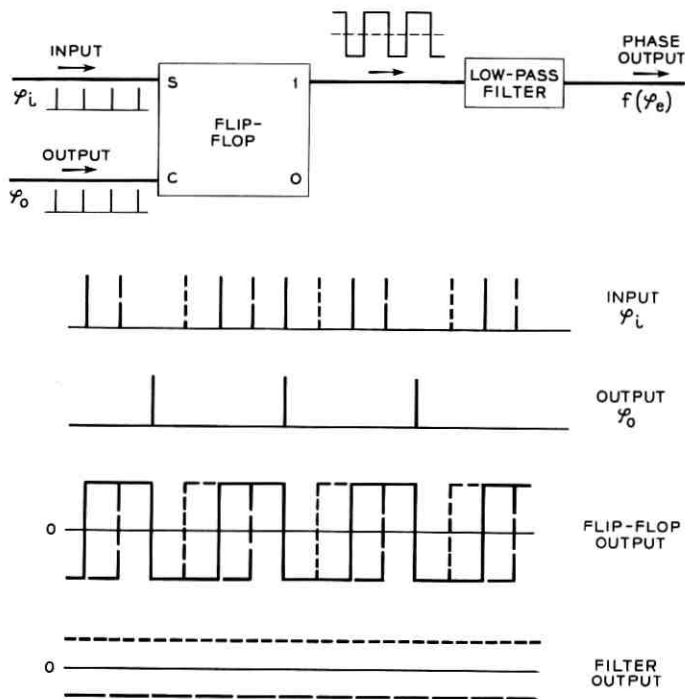 INPUT
φi
OUTPUT
φo
S
1
FLIP-
FLOP
C
0
LOW-PASS
FILTER
PHASE
OUTPUT
f(φe)
INPUT
φi
OUTPUT
φo
0
FLIP-FLOP
OUTPUT
0
FILTER
OUTPUT